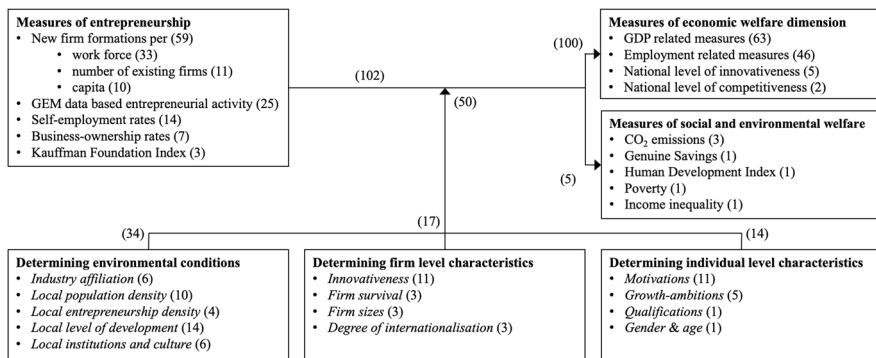 Measures of entrepreneurship
• New firm formations per (59)
• work force (33)
• number of existing firms (11)
• capita (10)
• GEM data based entrepreneurial activity (25)
• Self-employment rates (14)
• Business-ownership rates (7)
• Kauffman Foundation Index (3)
(102)
(50)
(100)
(5)
Measures of economic welfare dimension
• GDP related measures (63)
• Employment related measures (46)
• National level of innovativeness (5)
• National level of competitiveness (2)
Measures of social and environmental welfare
• CO₂ emissions (3)
• Genuine Savings (1)
• Human Development Index (1)
• Poverty (1)
• Income inequality (1)
(34)
(17)
(14)
Determining environmental conditions
• Industry affiliation (6)
• Local population density (10)
• Local entrepreneurship density (4)
• Local level of development (14)
• Local institutions and culture (6)
Determining firm level characteristics
• Innovativeness (11)
• Firm survival (3)
• Firm sizes (3)
• Degree of internationalisation (3)
Determining individual level characteristics
• Motivations (11)
• Growth-ambitions (5)
• Qualifications (1)
• Gender & age (1)